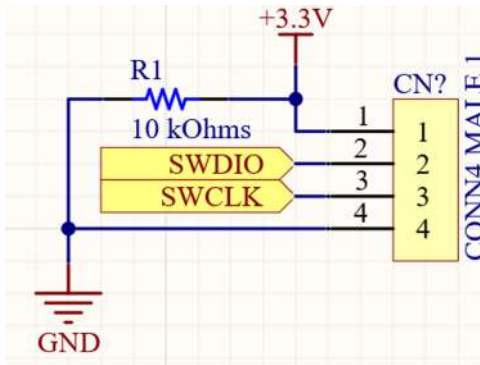 +3.3V
R1
10 kOhms
CN?
CONN4 MALE 1
1 1
SWDIO 2 2
SWCLK 3 3
4 4
GND